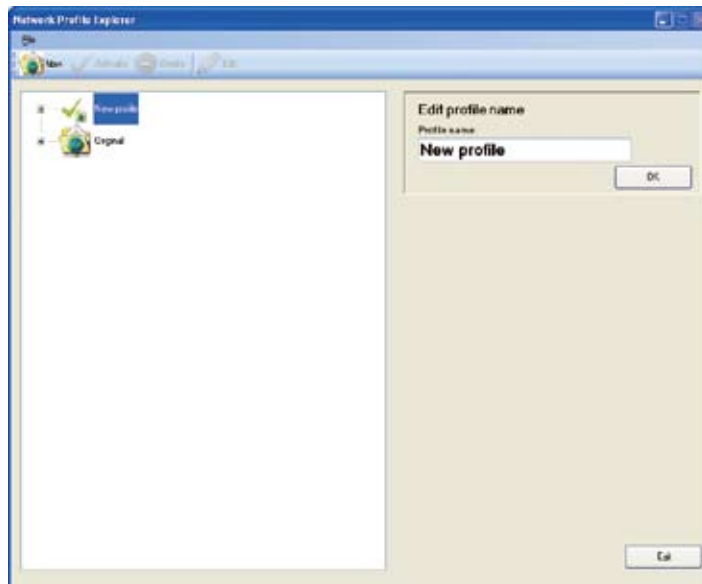 Network Profile Explorer
File
New Activate Delete Edit
New profile
Original
Edit profile name
Profile name
New profile
OK
Exit